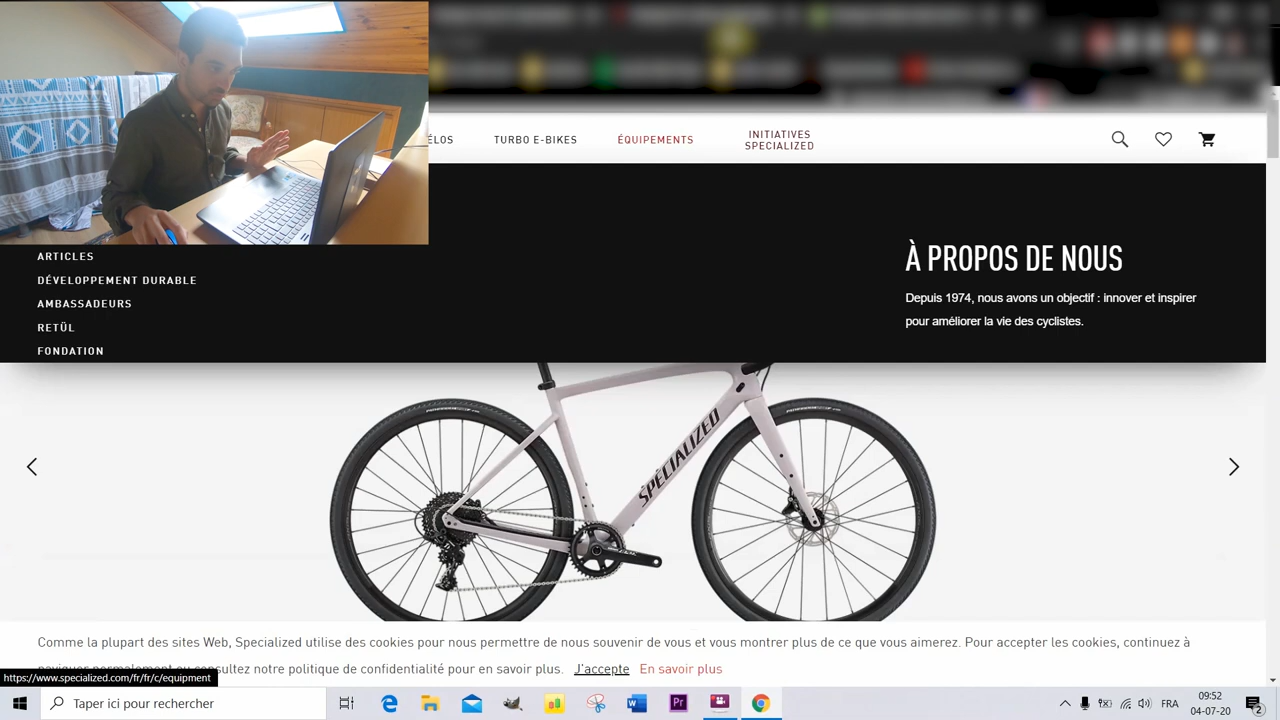 ÉLOS
TURBO E-BIKES
ÉQUIPEMENTS
INITIATIVES
SPECIALIZED
ARTICLES
DÉVELOPPEMENT DURABLE
AMBASSADEURS
RETÜL
FONDATION
À PROPOS DE NOUS
Depuis 1974, nous avons un objectif : innover et inspirer
pour améliorer la vie des cyclistes.
SPECIALIZED
Comme la plupart des sites Web, Specialized utilise des cookies pour nous permettre de nous souvenir de vous et vous montrer plus de ce que vous aimerez. Pour accepter les cookies, continuez à
consultez notre politique de confidentialité pour en savoir plus. J'accepte En savoir plus
https://www.specialized.com/fr/fr/c/equipment
Taper ici pour rechercher
FRA
09:52
04-07-20
2